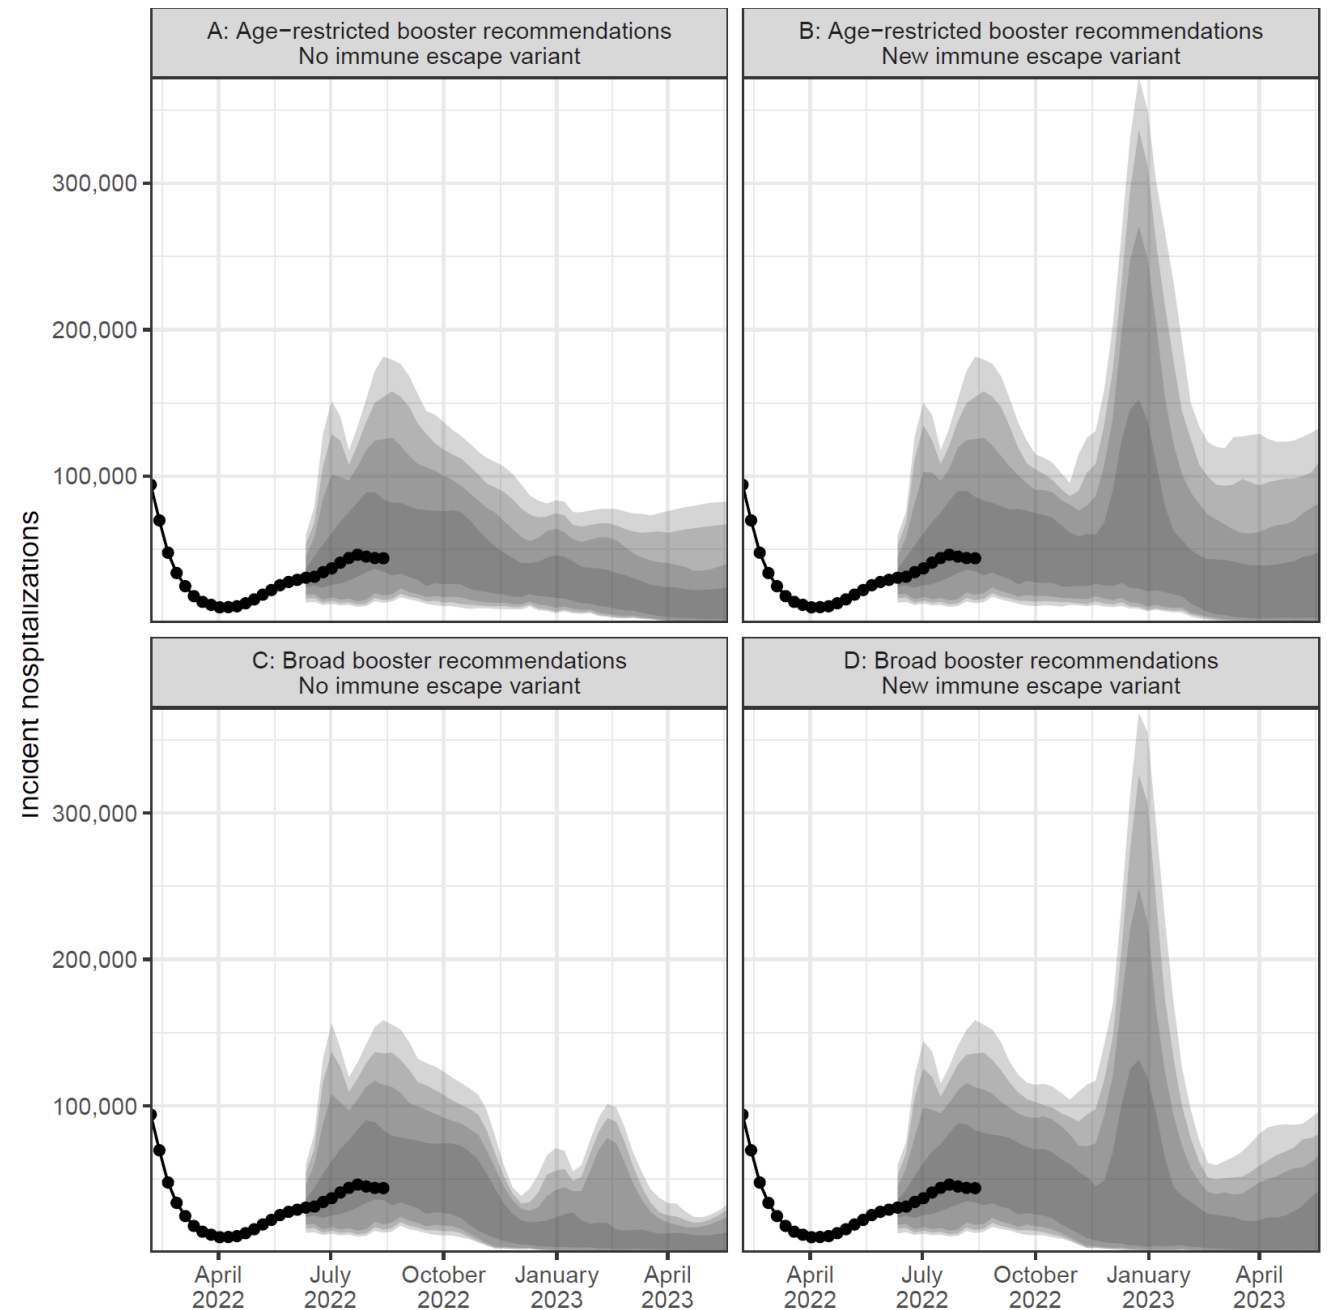 A: Age−restricted booster recommendations
No immune escape variant
B: Age−restricted booster recommendations
New immune escape variant
300,000
200,000
100,000
Incident hospitalizations
C: Broad booster recommendations
No immune escape variant
D: Broad booster recommendations
New immune escape variant
300,000
200,000
100,000
April July October January April
2022 2022 2022 2023 2023
April July October January April
2022 2022 2022 2023 2023